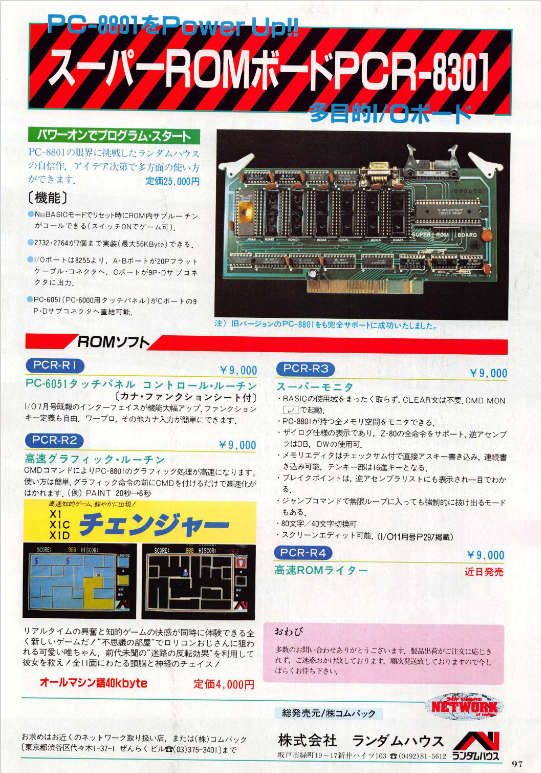 PC-8801をPower Up!!
スーパーROMボードPCR-8301
多目的I/Oボード
パワーオンでプログラム・スタート
PC-8801の限界に挑戦したランダムハウス
の自信作。アイデア次第で多方面の使い方
ができます。 定価25,000円
〔機能〕
●N88BASICモードでリセット時にROM内サブルーチン
がコールできる(スイッチONでゲーム可)。
●2732・2764が7個まで実装(最大56KByte)できる。
●I/Oポートは8255より、A・Bポートが20Pフラット
ケーブル・コネクタへ、Cポートが9P・Dサブコネク
タに出力。
●PC-6051(PC-6000用タッチパネル)がCポートの9
P・Dサブコネクタへ直結可能。
SUPER-ROM BOARD
注) 旧バージョンのPC-8801をも完全サポートに成功いたしました。
ROMソフト
PCR-R1
￥9,000
PC-6051タッチパネル コントロール・ルーチン
〔カナ・ファンクションシート付〕
I/O7月号既報のインターフェイスが機能大幅アップ。ファンクション
キー定義も自由。ワープロ、その他カナ入力が簡単にできます。
PCR-R2
￥9,000
高速グラフィック・ルーチン
CMDコマンドによりPC-8801のグラフィック処理が高速になります。
使い方は簡単。グラフィック命令の前にCMDを付けるだけで高速化が
はかれます。(例) PAINT 20秒→6秒
高速知的ゲーム、鮮やかに出現!
X1
X1C
X1D
チェンジャー
リアルタイムの興奮と知的ゲームの快感が同時に体験できる全
く新しいゲームだ!“不思議の部屋”でロリコンおじさんに狙わ
れる可愛い唯ちゃん。前代未聞の“迷路の反転効果”を利用して
彼女を救え!全11面にわたる頭脳と神経のチェイス!
オールマシン語40kbyte 定価4,000円
PCR-R3
￥9,000
スーパーモニタ
・BASICの使用域をまったく取らず、CLEAR文は不要。CMD MON
で起動。
・PC-8801が持つ全メモリ空間をモニタできる。
・ザイログ仕様の表示であり、Z-80の全命令をサポート。逆アセンブ
ラはDB、DWの使用可。
・メモリエディタはチェックサム付で直接アスキー書き込み、連続書
き込み可能。テンキー部は16進キーとなる。
・ブレイクポイントは、逆アセンブラリストにも表示され一目でわか
る。
・ジャンプコマンドで無限ループに入っても強制的に抜け出るモード
もある。
・80文字/40文字切換可
・スクリーンエディット可能。(I/O11月号P297掲載)
PCR-R4
￥9,000
高速ROMライター 近日発売
おわび
多数のお問い合わせありがとうございます。製品出荷がご注文に応じき
れず、ご迷惑おかけ致しております。順次発送致しておりますので今し
ばらくお待ち下さい。
NETWORK
総発売元/㈱コムパック
お求めはお近くのネットワーク取り扱い店、または(株)コムパック
[東京都渋谷区代々木1-37-1 ぜんらくビル☎(03)375-3401]まで
株式会社 ランダムハウス
坂戸市緑町19-17新井ハイツ103 ☎(0492)81-5612
ランダムハウス
97